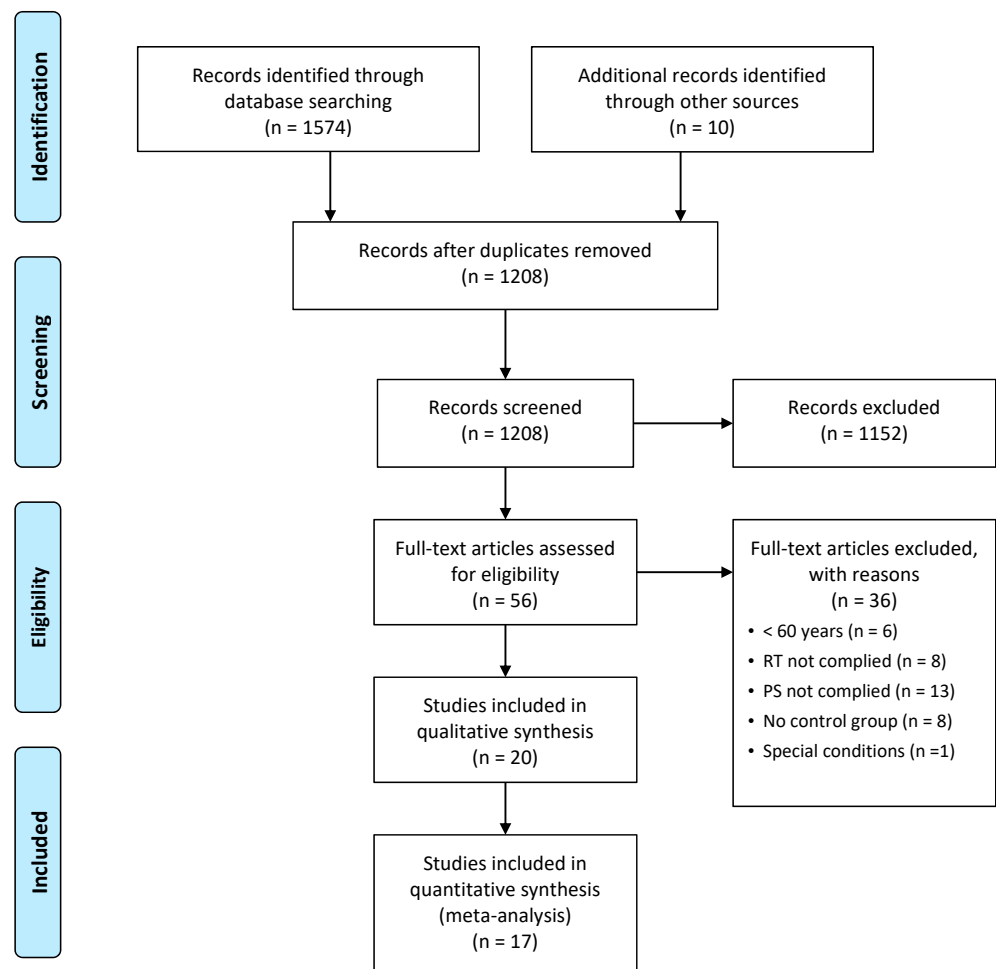 Identification
Records identified through
database searching
(n = 1574)
Additional records identified
through other sources
(n = 10)
Records after duplicates removed
(n = 1208)
Screening
Records screened
(n = 1208)
Records excluded
(n = 1152)
Eligibility
Full-text articles assessed
for eligibility
(n = 56)
Full-text articles excluded,
with reasons
(n = 36)
• < 60 years (n = 6)
• RT not complied (n = 8)
• PS not complied (n = 13)
• No control group (n = 8)
• Special conditions (n =1)
Studies included in
qualitative synthesis
(n = 20)
Included
Studies included in
quantitative synthesis
(meta-analysis)
(n = 17)